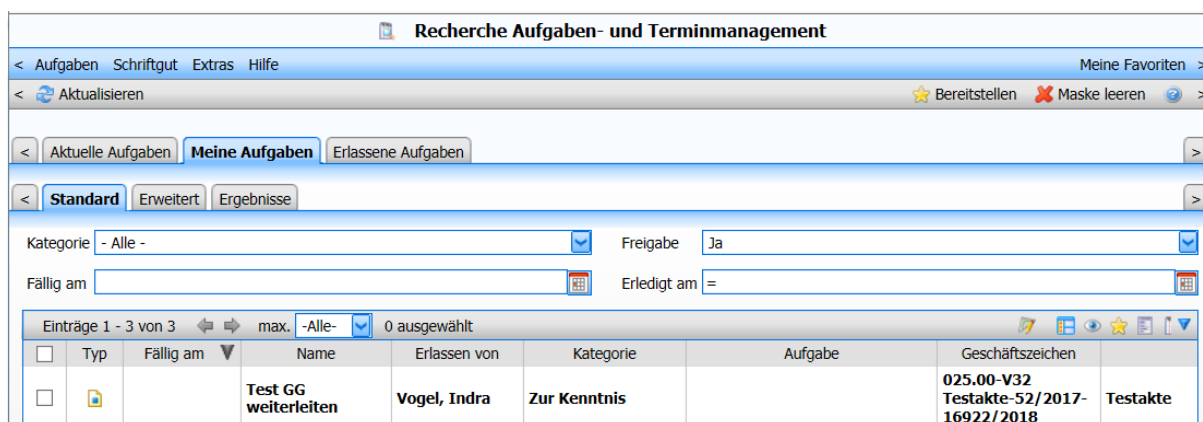 Recherche Aufgaben- und Terminmanagement
< Aufgaben Schriftgut Extras Hilfe Meine Favoriten >
< Aktualisieren Bereitstellen Maske leeren >
< Aktuelle Aufgaben Meine Aufgaben Erlassene Aufgaben >
< Standard Erweitert Ergebnisse >
Kategorie - Alle - Freigabe Ja
Fällig am Erledigt am =
Einträge 1 - 3 von 3 max. -Alle- 0 ausgewählt
Typ Fällig am Name Erlassen von Kategorie Aufgabe Geschäftszeichen
Test GG weiterleiten Vogel, Indra Zur Kenntnis 025.00-V32 Testakte-52/2017-16922/2018 Testakte